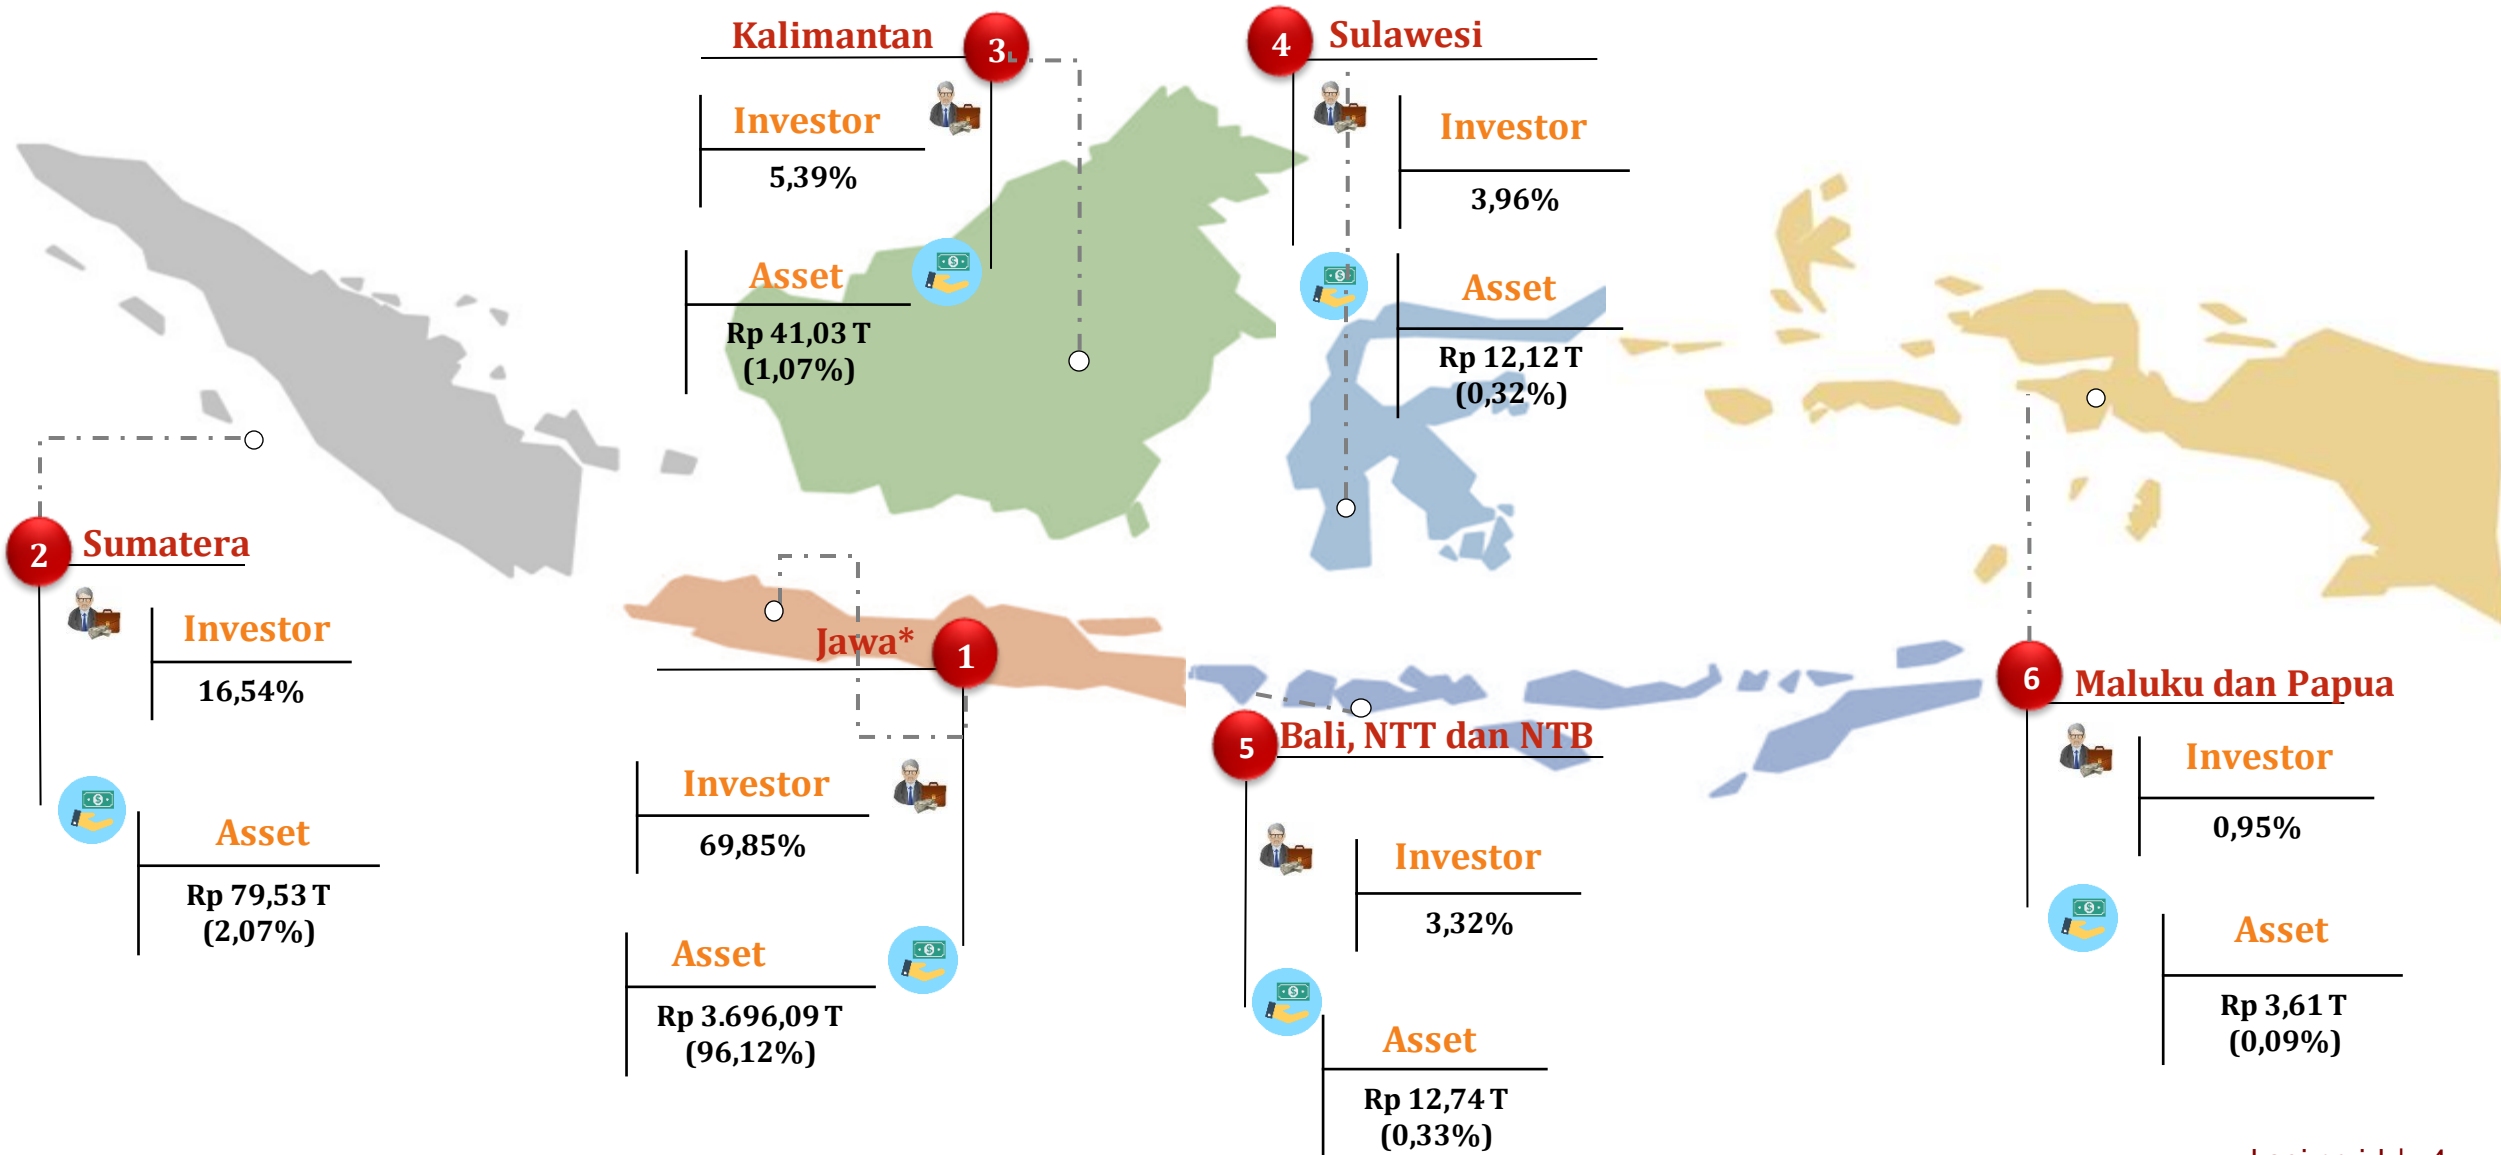 Kalimantan
3
Investor
5,39%
Asset
Rp 41,03 T
(1,07%)
4
Sulawesi
Investor
3,96%
Asset
Rp 12,12 T
(0,32%)
2
Sumatera
Investor
16,54%
Asset
Rp 79,53 T
(2,07%)
Jawa*
1
Investor
69,85%
Asset
Rp 3.696,09 T
(96,12%)
5
Bali, NTT dan NTB
Investor
3,32%
Asset
Rp 12,74 T
(0,33%)
6
Maluku dan Papua
Investor
0,95%
Asset
Rp 3,61 T
(0,09%)